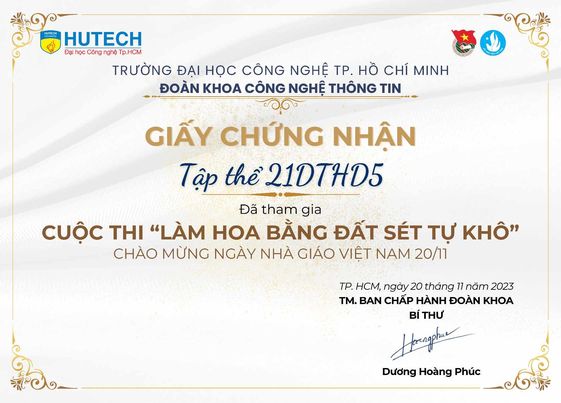 HUTECH
Đại học Công nghệ Tp.HCM
TRƯỜNG ĐẠI HỌC CÔNG NGHỆ TP. HỒ CHÍ MINH
ĐOÀN KHOA CÔNG NGHỆ THÔNG TIN
GIẤY CHỨNG NHẬN
Tập thể 21DTHD5
Đã tham gia
CUỘC THI “LÀM HOA BẰNG ĐẤT SÉT TỰ KHÔ”
CHÀO MỪNG NGÀY NHÀ GIÁO VIỆT NAM 20/11
TP. HCM, ngày 20 tháng 11 năm 2023
TM. BAN CHẤP HÀNH ĐOÀN KHOA
BÍ THƯ
Hoangphuc
Dương Hoàng Phúc